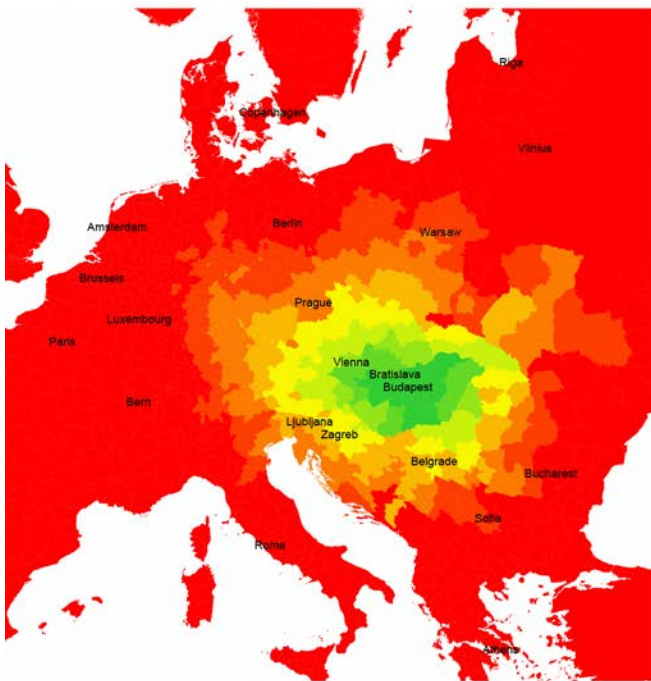 Riga
Copenhagen
Vilnius
Berlin
Amsterdam
Warsaw
Brussels
Prague
Luxembourg
Paris
Vienna
Bratislava
Budapest
Bern
Ljubljana
Zagreb
Belgrade
Bucharest
Sofia
Rome
Athens